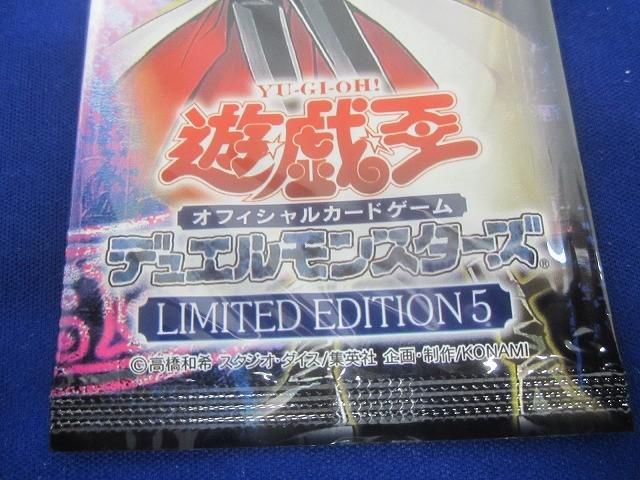 YU-GI-OH!
遊戯王
オフィシャルカードゲーム
デュエルモンスターズ®
LIMITED EDITION 5
©高橋和希 スタジオ・ダイス/集英社 企画・制作/KONAMI